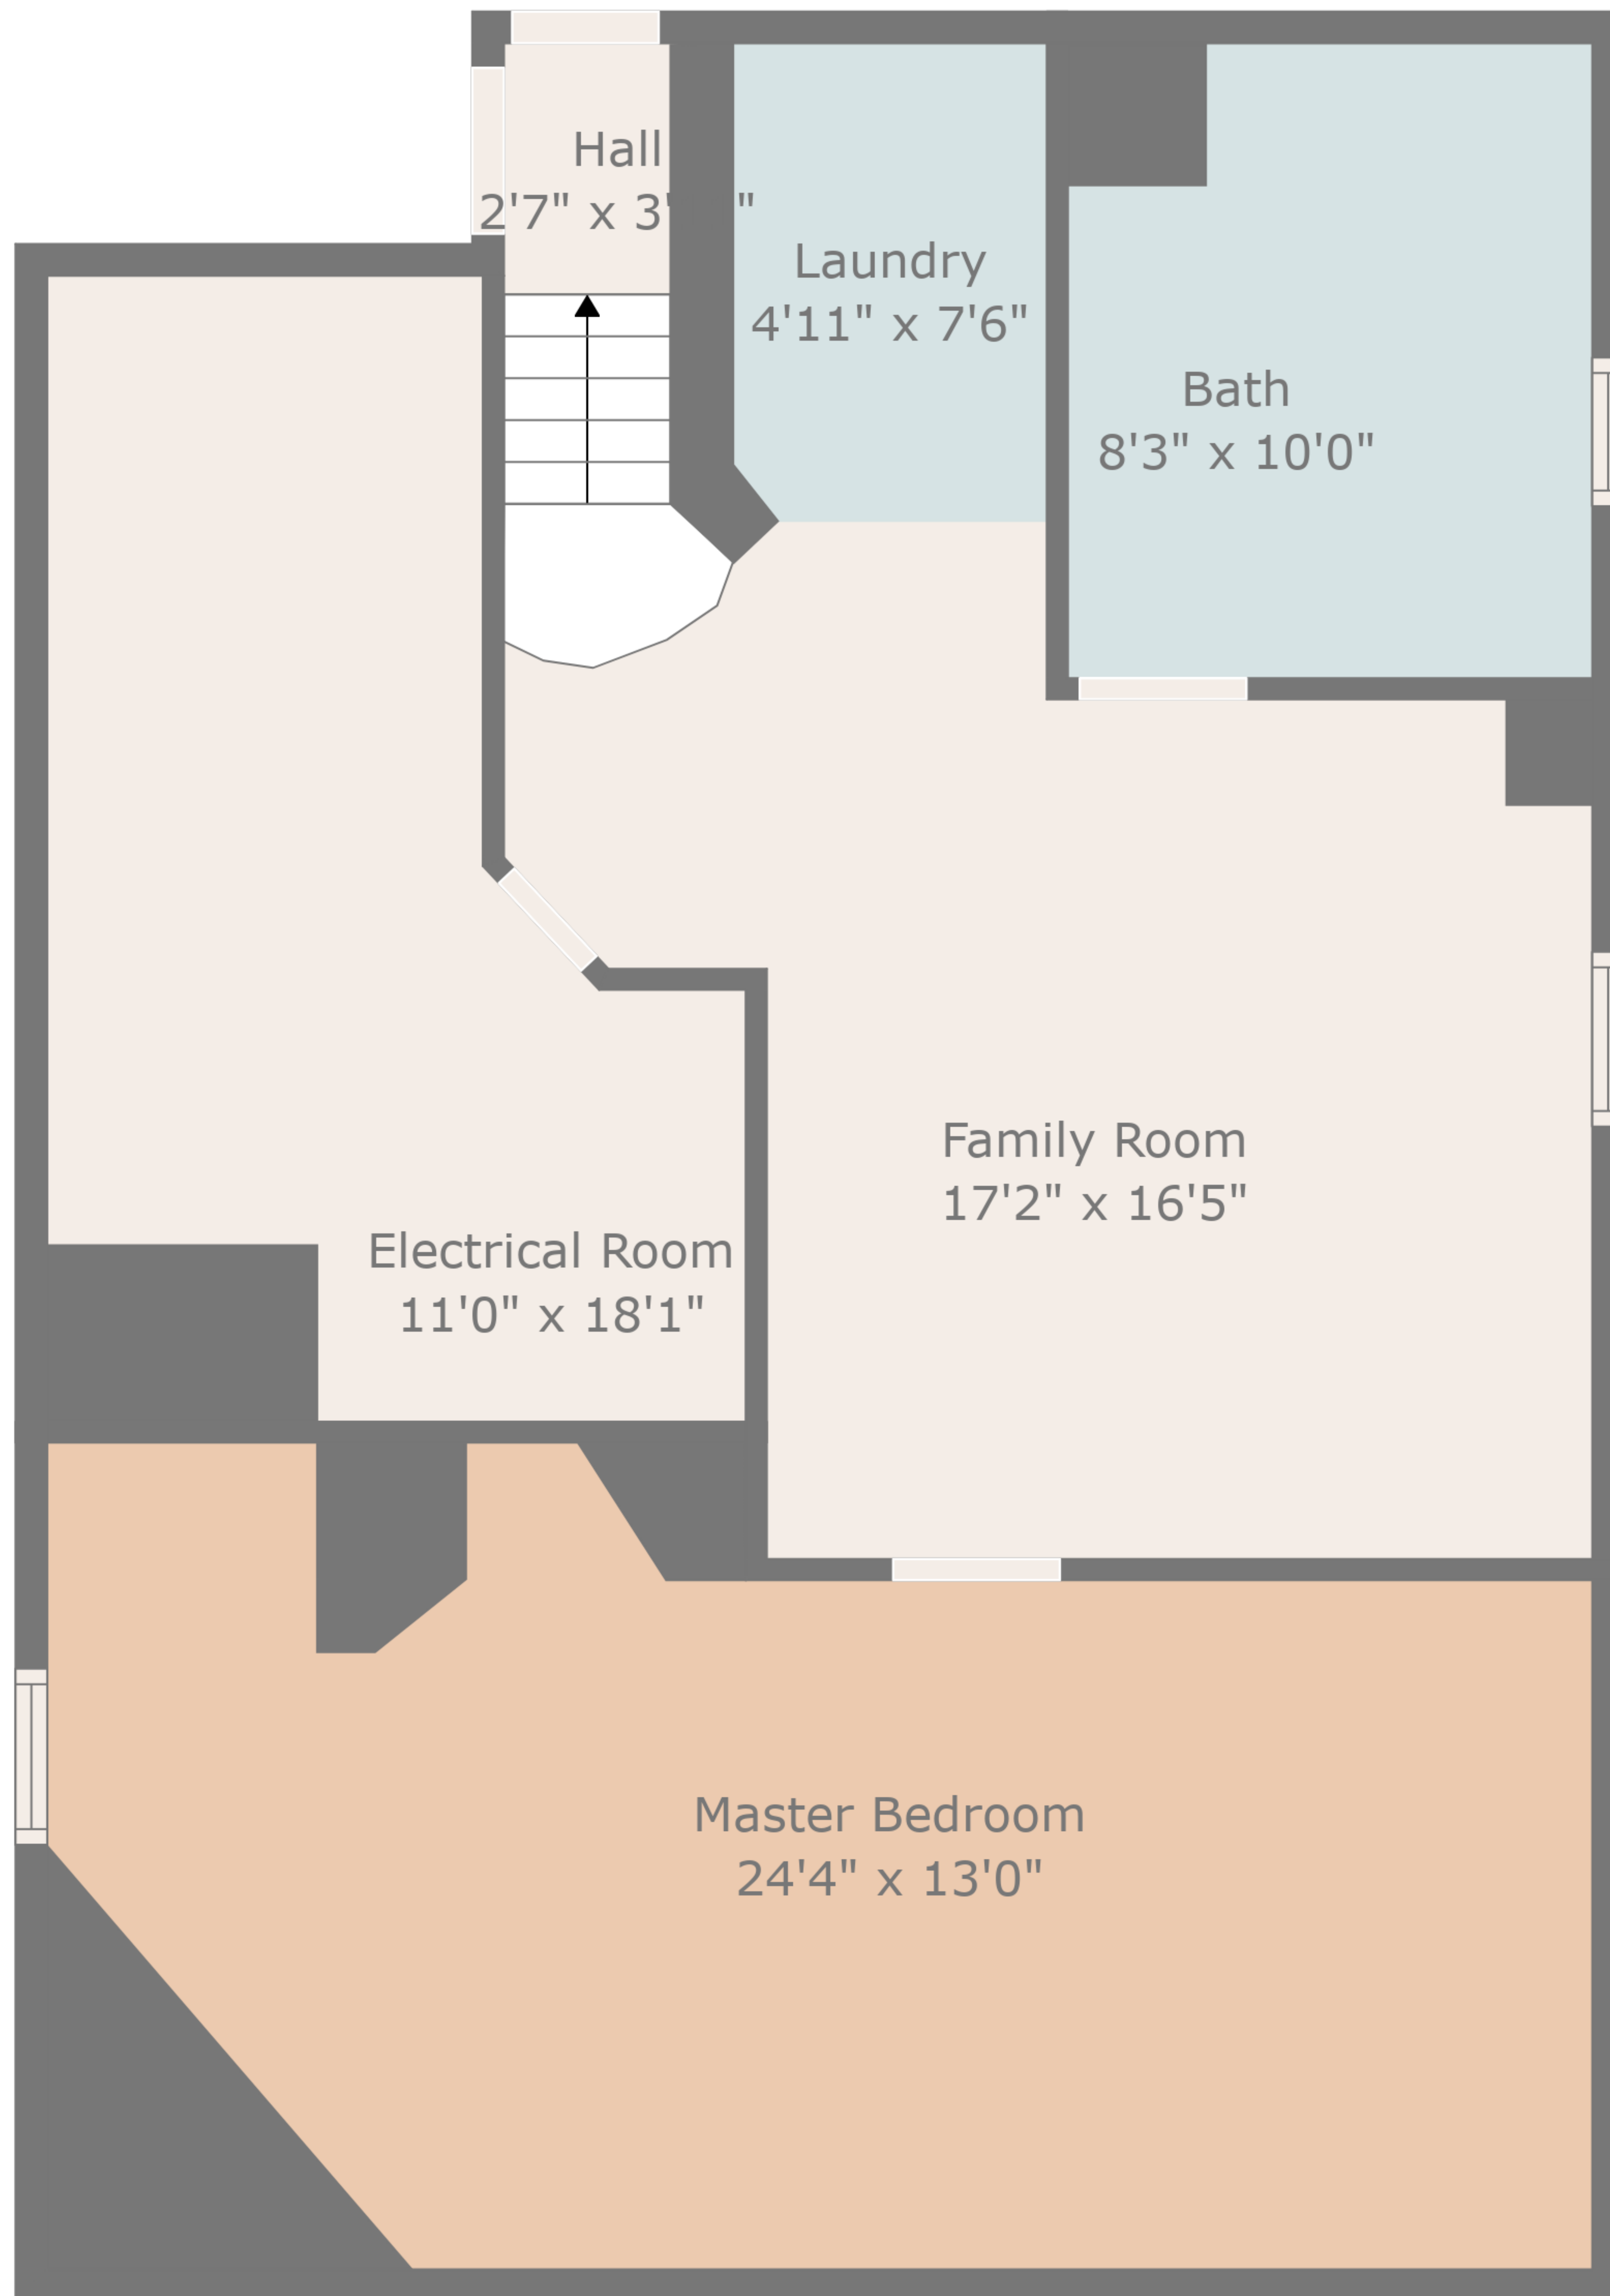 Hall
2'7" x
Laundry
4'11" x 7'6"
Bath
8'3" x 10'0"
Family Room
17'2" x 16'5"
Electrical Room
11'0" x 18'1"
Master Bedroom
24'4" x 13'0"